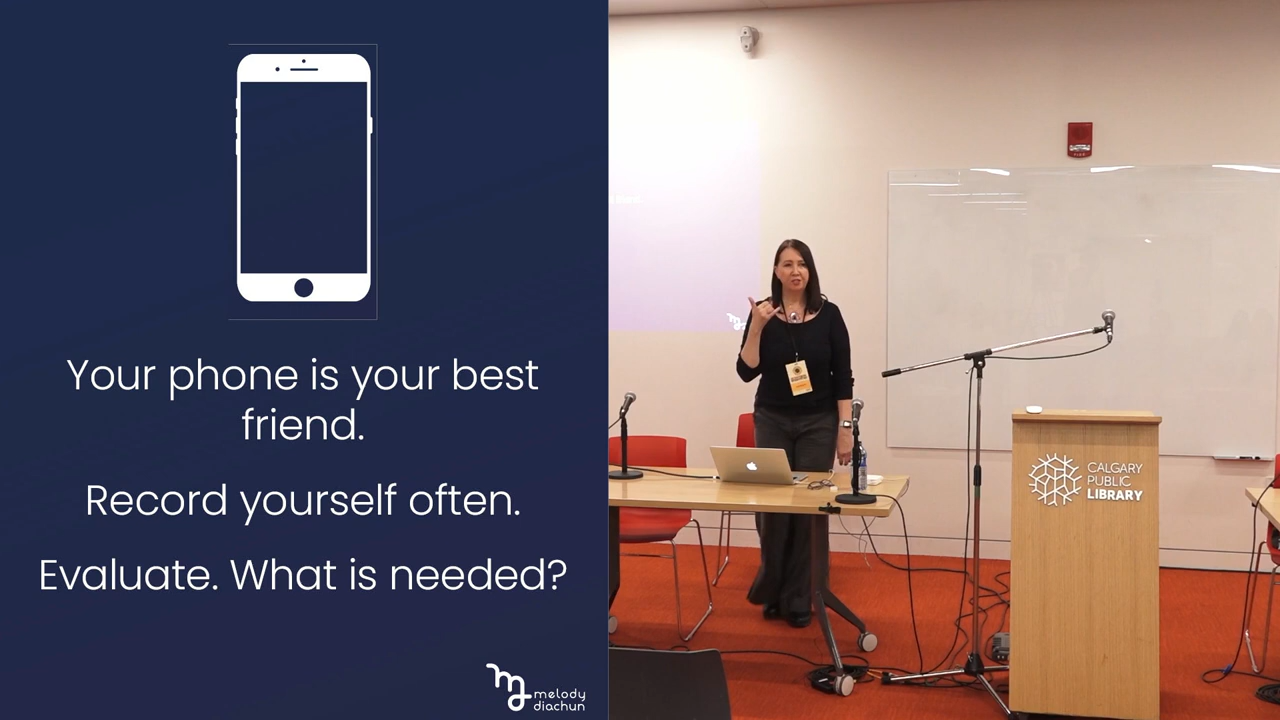 Your phone is your best
friend.
Record yourself often.
Evaluate. What is needed?
melody
diachun
CALGARY
PUBLIC
LIBRARY